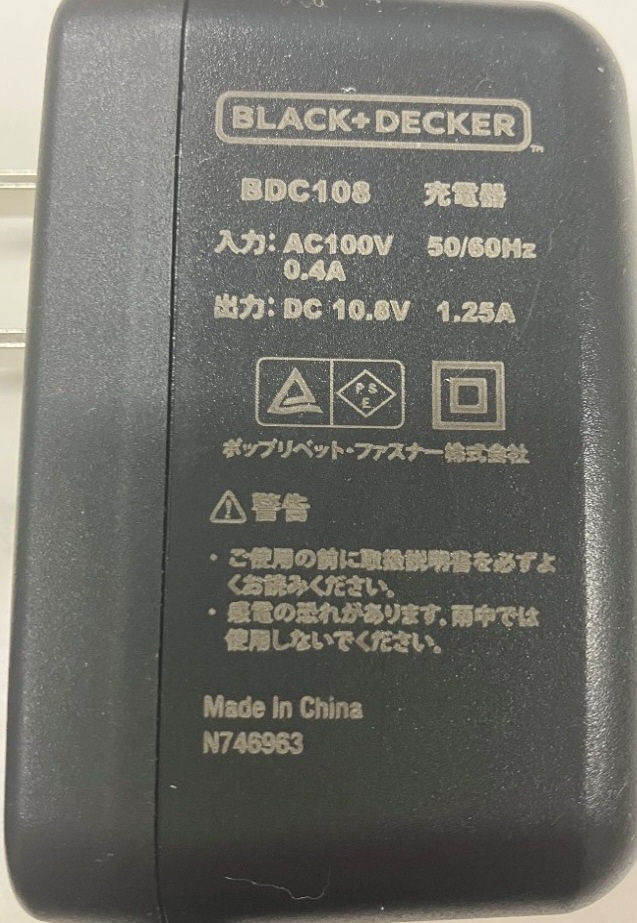 BLACK+DECKER™
BDC108 充電器
入力: AC100V 50/60Hz
0.4A
出力: DC 10.8V 1.25A
PSE
ポップリベット・ファスナー株式会社
警告
・ご使用の前に取扱説明書を必ずよ
くお読みください。
・感電の恐れがあります。雨中では
使用しないでください。
Made in China
N746963